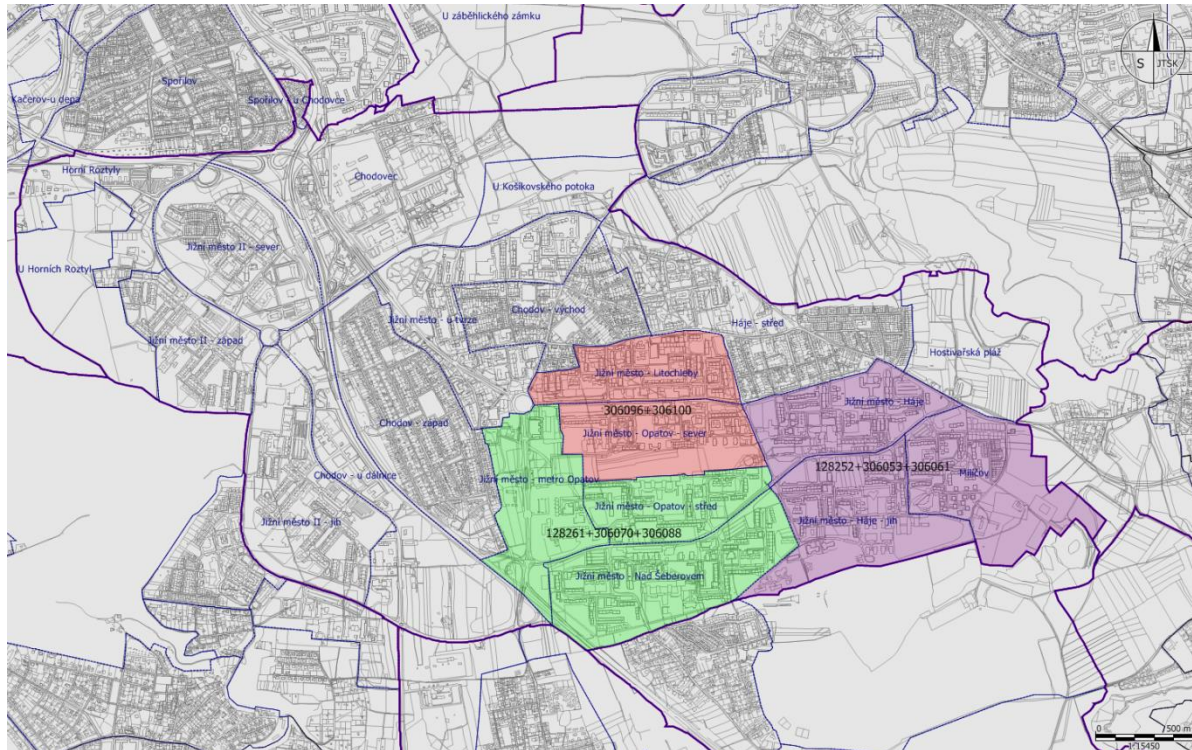 U záběhlického zámku
S JTSK
Spořilov
Kačerov-u depa
Spořilov - u Chodovce
Horní Roztyly
Chodovec
U Košíkovského potoka
Jižní město II - sever
U Horních Roztyl
Chodov - východ
Jižní město - u tvrze
Háje - střed
Jižní město II - západ
Hostivařská pláž
Jižní město - Litochleby
Jižní město - Háje
306096+306100
Chodov - západ
Jižní město - Opatov - sever
128252+306053+306061
Chodov - u dálnice
Jižní město - metro Opatov
Milíčov
Jižní město - Opatov - střed
Jižní město II - jih
Jižní město - Háje - jih
128261+306070+306088
Jižní město - Nad Šeberovem
0 500 m
1:15450